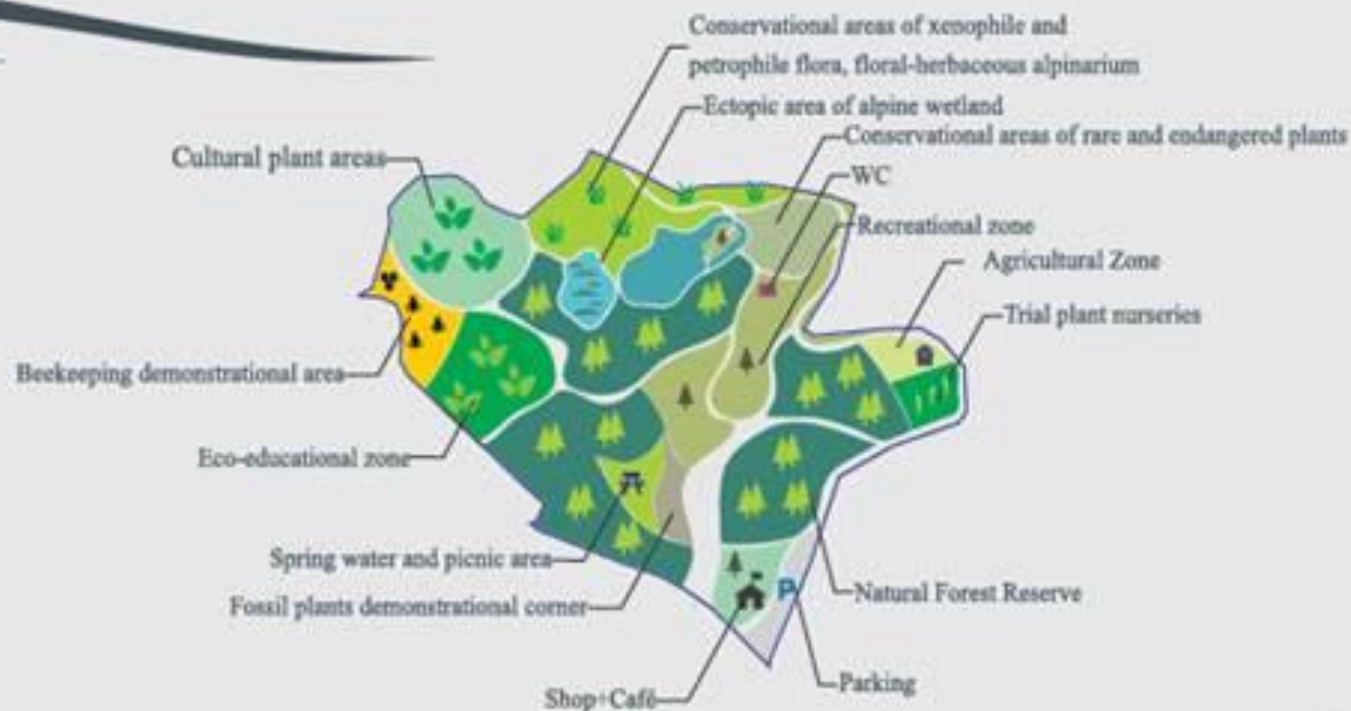 Conservational areas of xenophile and
petrophile flora, floral-herbaceous alpinarium
Ectopic area of alpine wetland
Conservational areas of rare and endangered plants
Cultural plant areas
WC
Recreational zone
Agricultural Zone
Trial plant nurseries
Beekeeping demonstrational area
Eco-educational zone
Spring water and picnic area
Fossil plants demonstrational corner
Natural Forest Reserve
P
Parking
Shop+Café